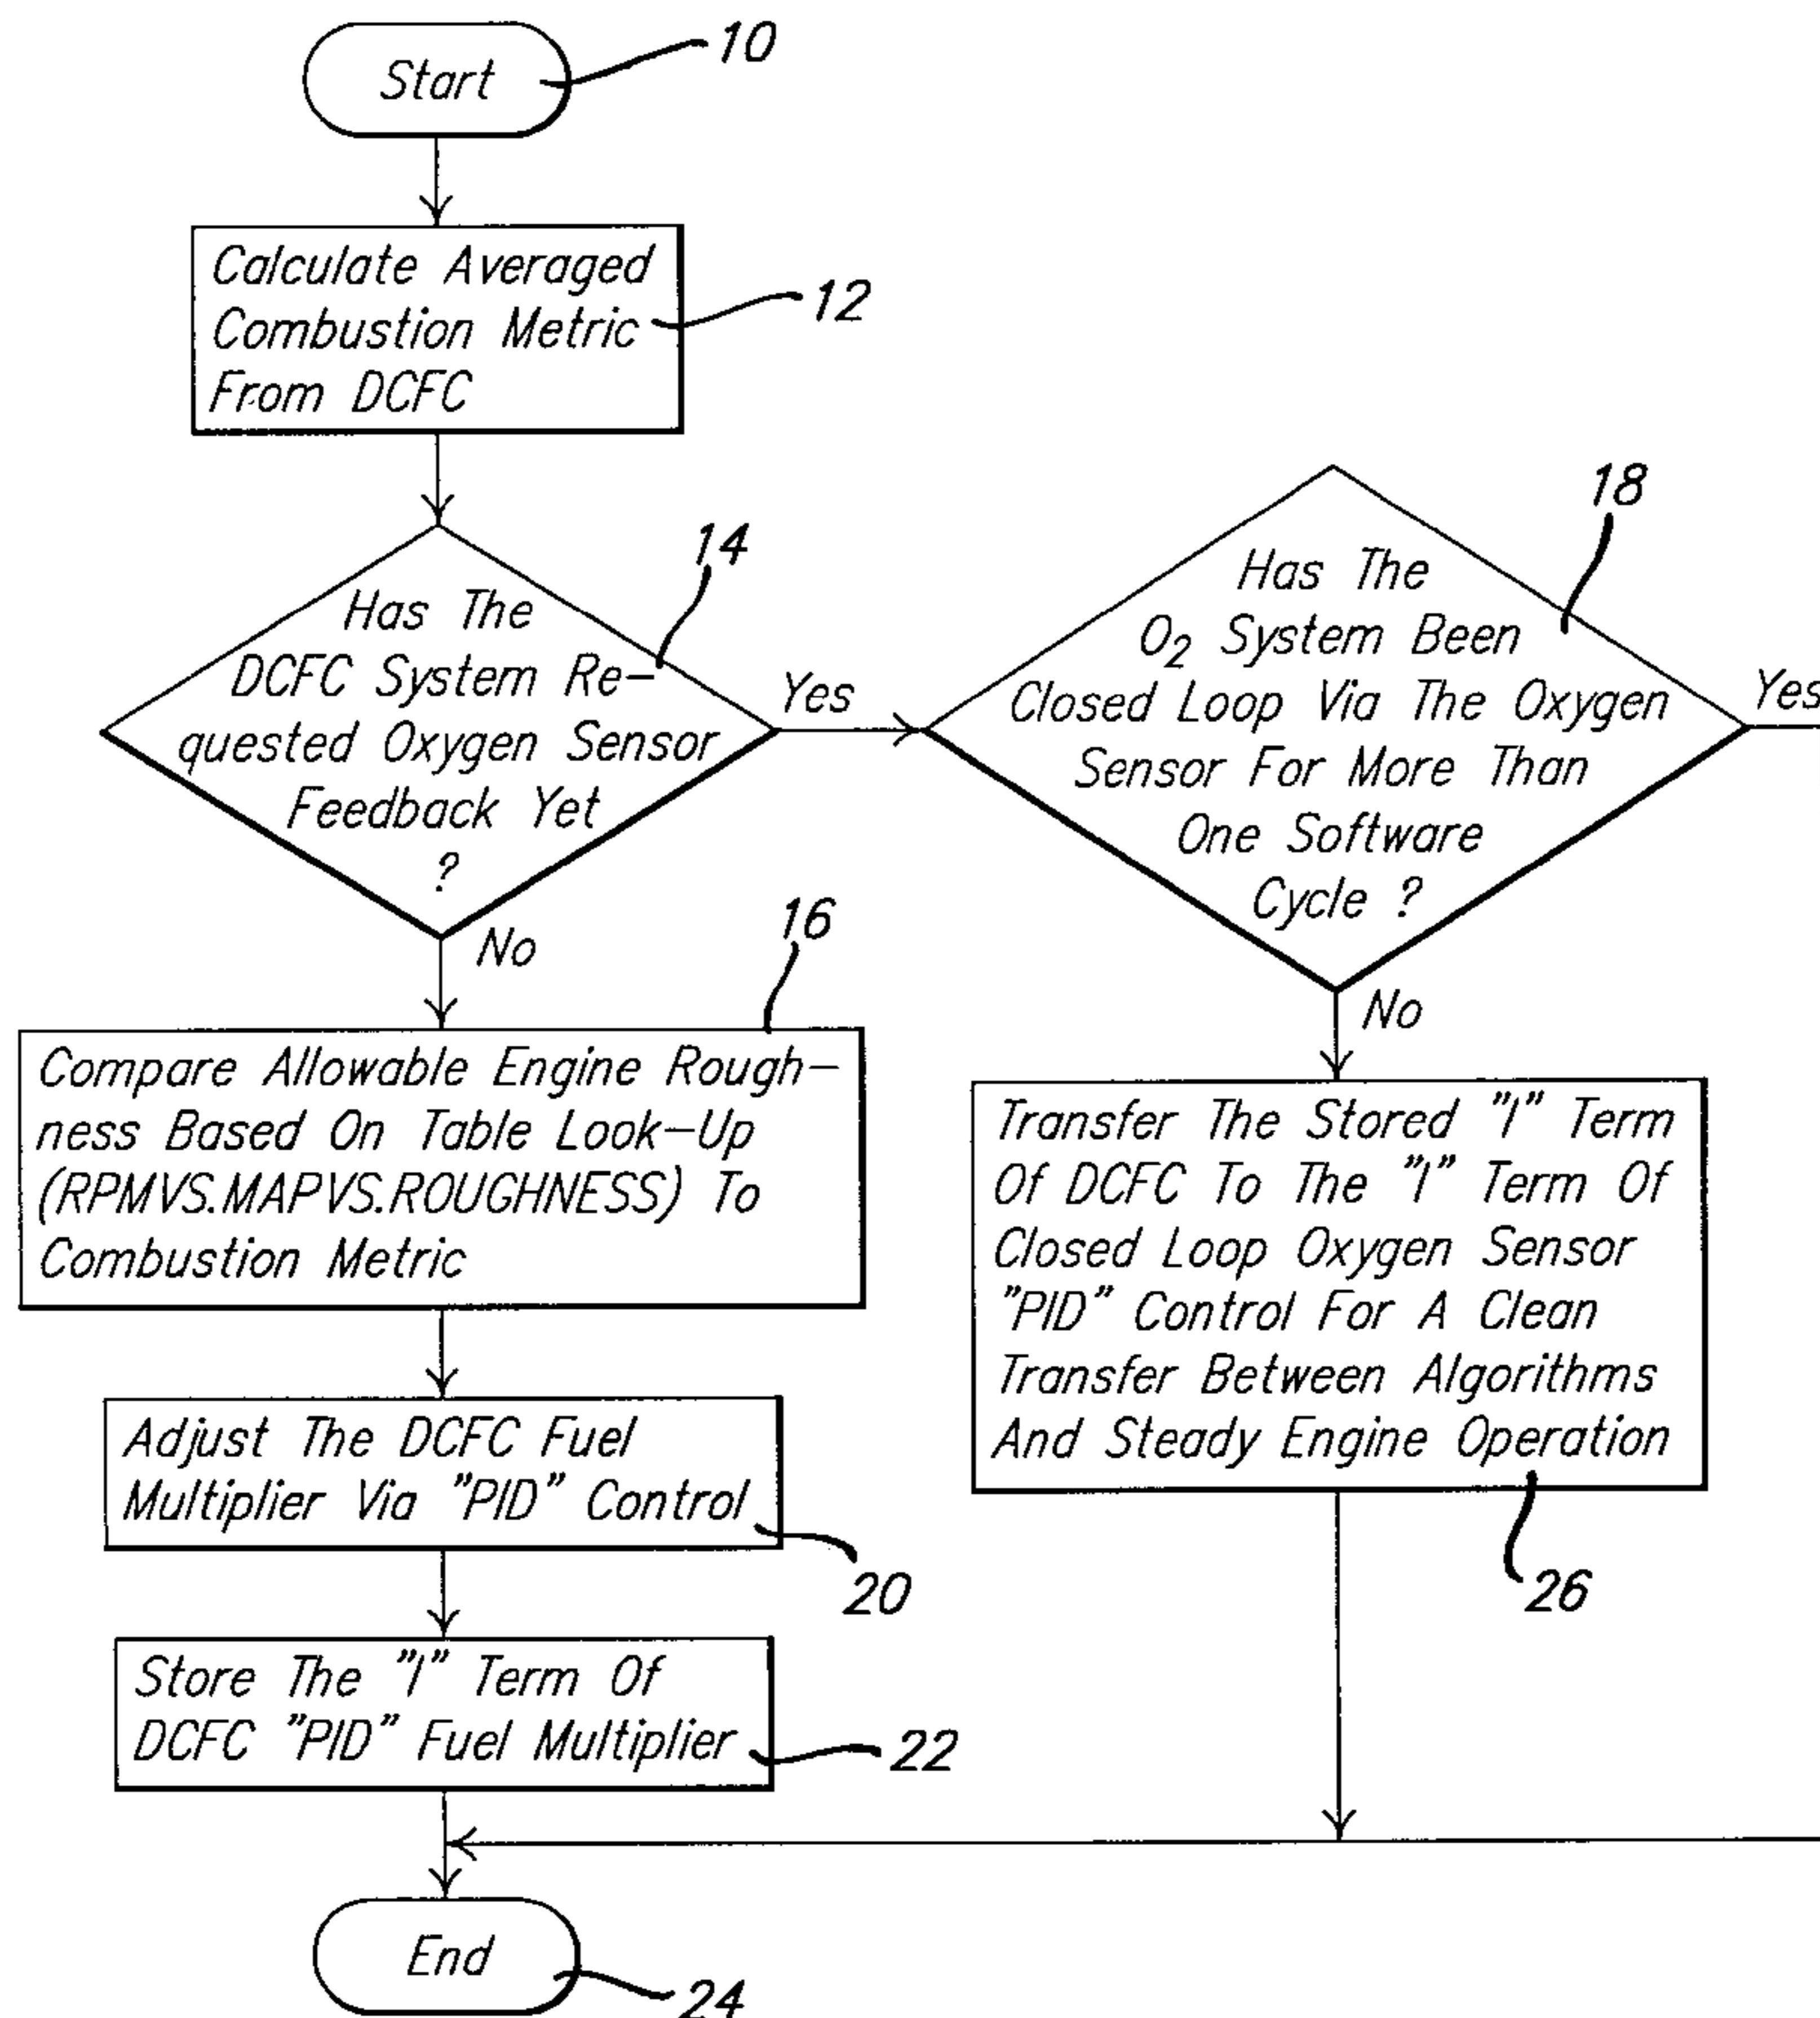 Start
10
Calculate Averaged
Combustion Metric
From DCFC
12
Has The
DCFC System Re-
quested Oxygen Sensor
Feedback Yet
?
14
Yes
No
Has The
O2 System Been
Closed Loop Via The Oxygen
Sensor For More Than
One Software
Cycle ?
18
Yes
No
16
Compare Allowable Engine Rough-
ness Based On Table Look-Up
(RPMVS.MAPVS.ROUGHNESS) To
Combustion Metric
Transfer The Stored "I" Term
Of DCFC To The "I" Term Of
Closed Loop Oxygen Sensor
"PID" Control For A Clean
Transfer Between Algorithms
And Steady Engine Operation
26
Adjust The DCFC Fuel
Multiplier Via "PID" Control
20
Store The "I" Term Of
DCFC "PID" Fuel Multiplier
22
End
24